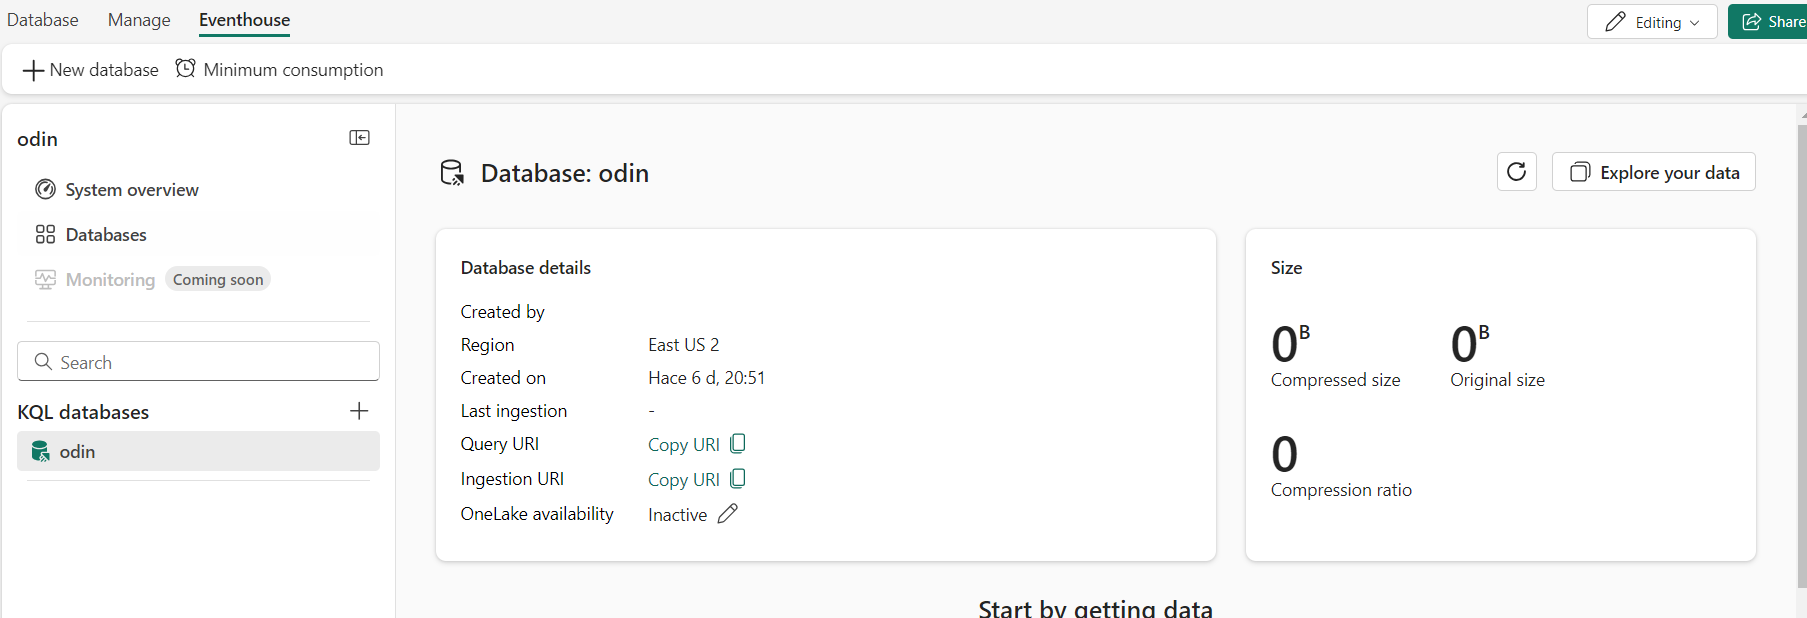 Database Manage Eventhouse Editing Share
New database Minimum consumption
odin
System overview
Databases
Monitoring Coming soon
Search
KQL databases
odin
Database: odin
Explore your data
Database details
Created by
Region East US 2
Created on Hace 6 d, 20:51
Last ingestion -
Query URI Copy URI
Ingestion URI Copy URI
OneLake availability Inactive
Size
0 B 0 B
Compressed size Original size
0
Compression ratio
Start by getting data